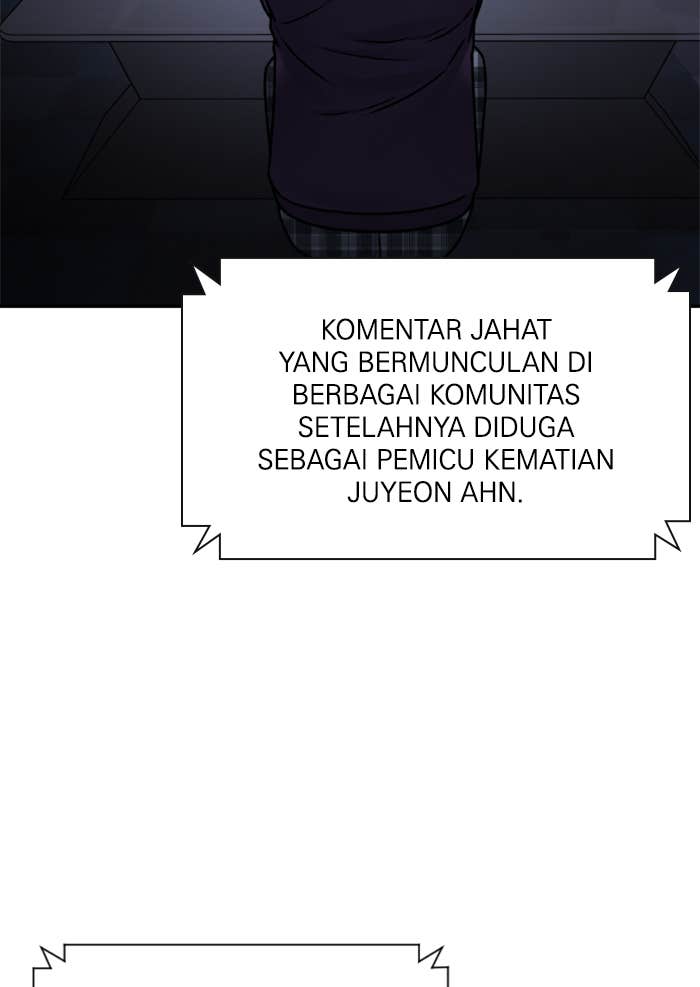 KOMENTAR JAHAT
YANG BERMUNCULAN DI
BERBAGAI KOMUNITAS
SETELAHNYA DIDUGA
SEBAGAI PEMICU KEMATIAN
JUYEON AHN.